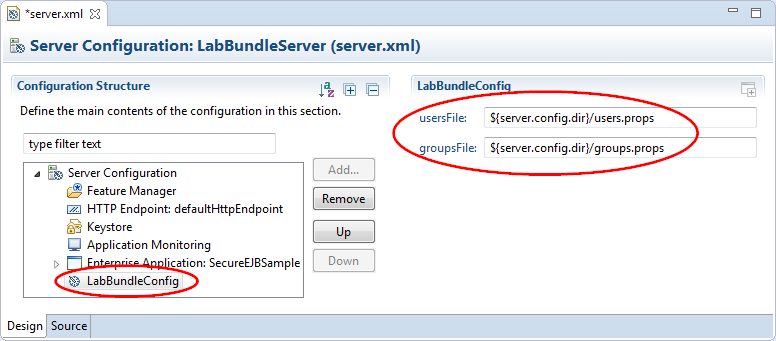 *server.xml
Server Configuration: LabBundleServer (server.xml)
Configuration Structure
Define the main contents of the configuration in this section.
type filter text
Server Configuration
Feature Manager
HTTP Endpoint: defaultHttpEndpoint
Keystore
Application Monitoring
Enterprise Application: SecureEJBSample
LabBundleConfig
Add...
Remove
Up
Down
LabBundleConfig
usersFile: ${server.config.dir}/users.props
groupsFile: ${server.config.dir}/groups.props
Design Source